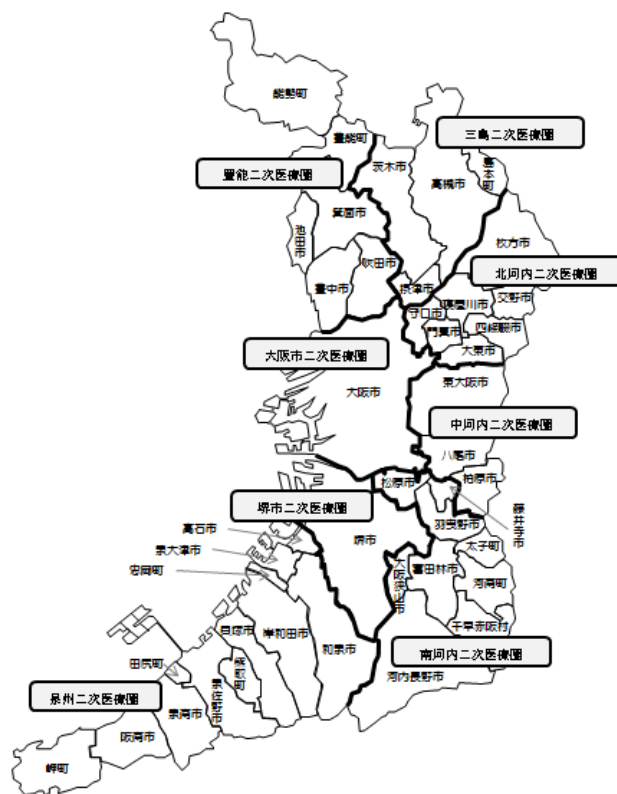 能勢町
三島二次医療圏
豊能町
茨木市
島本町
豊能二次医療圏
高槻市
箕面市
池田市
枚方市
吹田市
北河内二次医療圏
豊中市
摂津市
寝屋川市
交野市
守口市
門真市
四條畷市
大東市
大阪市二次医療圏
東大阪市
大阪市
中河内二次医療圏
八尾市
柏原市
松原市
藤井寺市
堺市二次医療圏
羽曳野市
高石市
堺市
太子町
泉大津市
大阪狭山市
富田林市
忠岡町
河南町
貝塚市
岸和田市
千早赤阪村
和泉市
南河内二次医療圏
田尻町
熊取町
河内長野市
泉州二次医療圏
泉佐野市
泉南市
阪南市
岬町